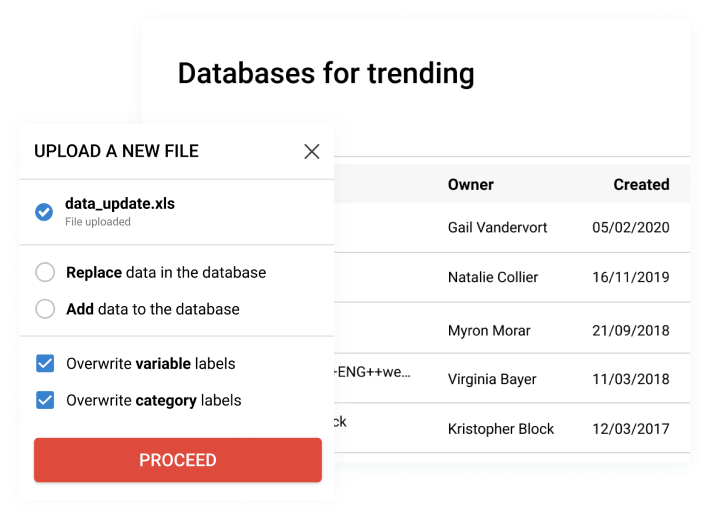 Databases for trending
UPLOAD A NEW FILE
data_update.xls
File uploaded
Replace data in the database
Add data to the database
Overwrite variable labels
Overwrite category labels
PROCEED
Owner Created
Gail Vandervort 05/02/2020
Natalie Collier 16/11/2019
Myron Morar 21/09/2018
+ENG++we... Virginia Bayer 11/03/2018
ck Kristopher Block 12/03/2017